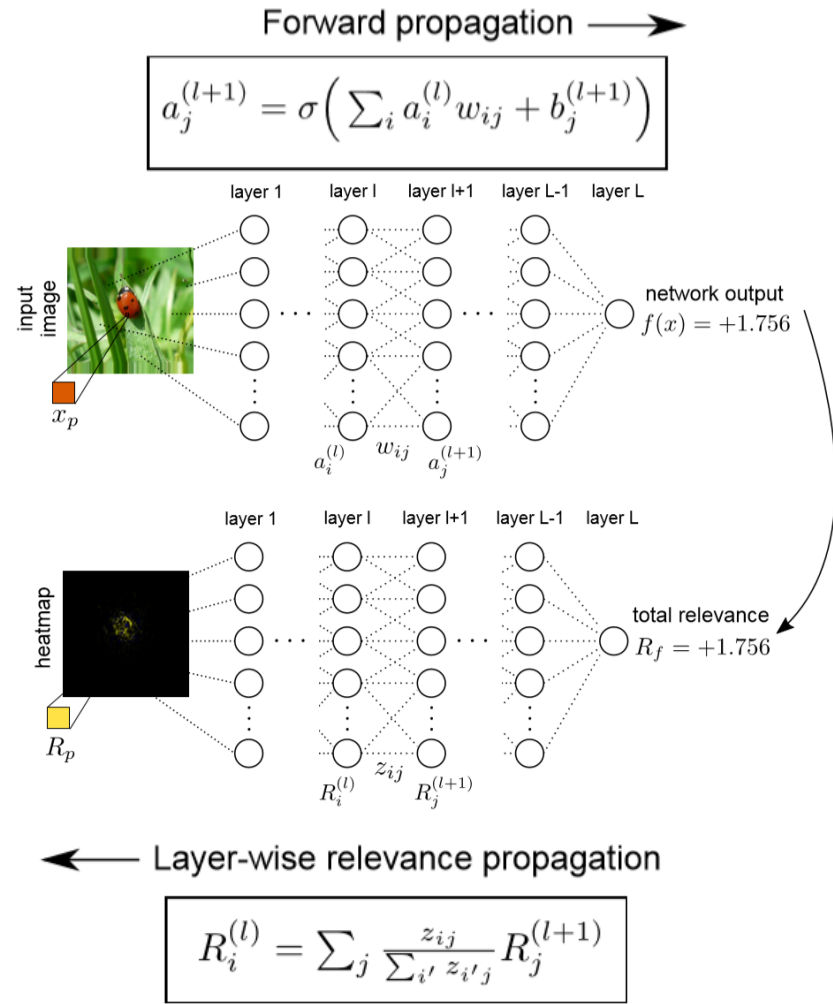 Forward propagation
a_j^{(l+1)} = σ( ∑_i a_i^{(l)} w_{ij} + b_j^{(l+1)} )
layer 1 layer l layer l+1 layer L-1 layer L
input
image
network output
f(x) = +1.756
x_p
a_i^{(l)} w_{ij} a_j^{(l+1)}
layer 1 layer l layer l+1 layer L-1 layer L
heatmap
total relevance
R_f = +1.756
R_p
R_i^{(l)} z_{ij} R_j^{(l+1)}
Layer-wise relevance propagation
R_i^{(l)} = ∑_j \frac{z_{ij}}{∑_{i'} z_{i'j}} R_j^{(l+1)}